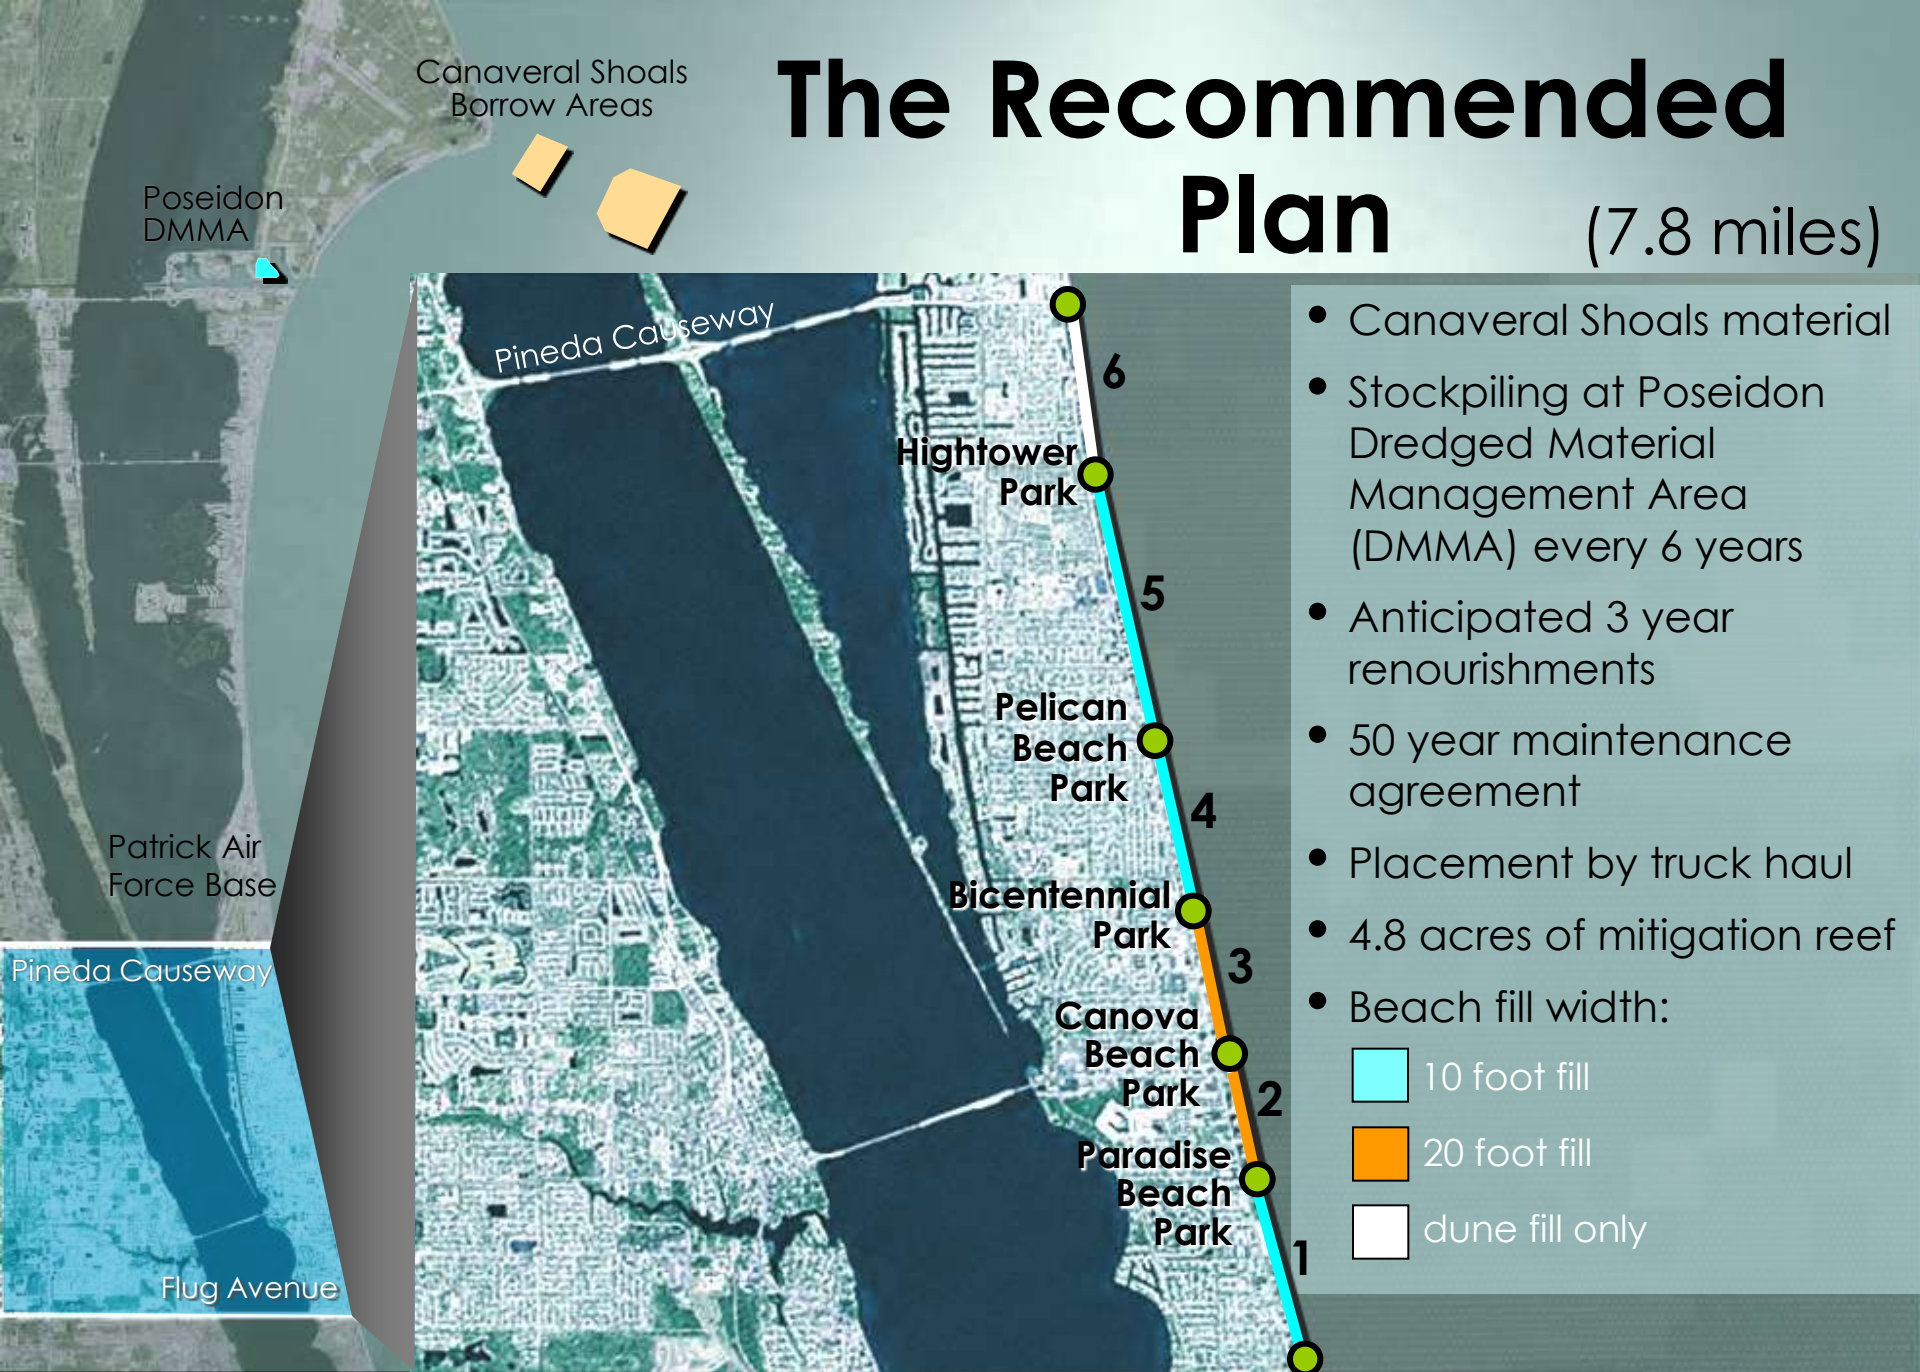 Canaveral Shoals
Borrow Areas
The Recommended
Plan
(7.8 miles)
Poseidon
DMMA
Patrick Air
Force Base
Pineda Causeway
Flug Avenue
Pineda Causeway
6
Hightower
Park
5
Pelican
Beach
Park
4
Bicentennial
Park
3
Canova
Beach
Park
2
Paradise
Beach
Park
1
• Canaveral Shoals material
• Stockpiling at Poseidon
Dredged Material
Management Area
(DMMA) every 6 years
• Anticipated 3 year
renourishments
• 50 year maintenance
agreement
• Placement by truck haul
• 4.8 acres of mitigation reef
• Beach fill width:
10 foot fill
20 foot fill
dune fill only